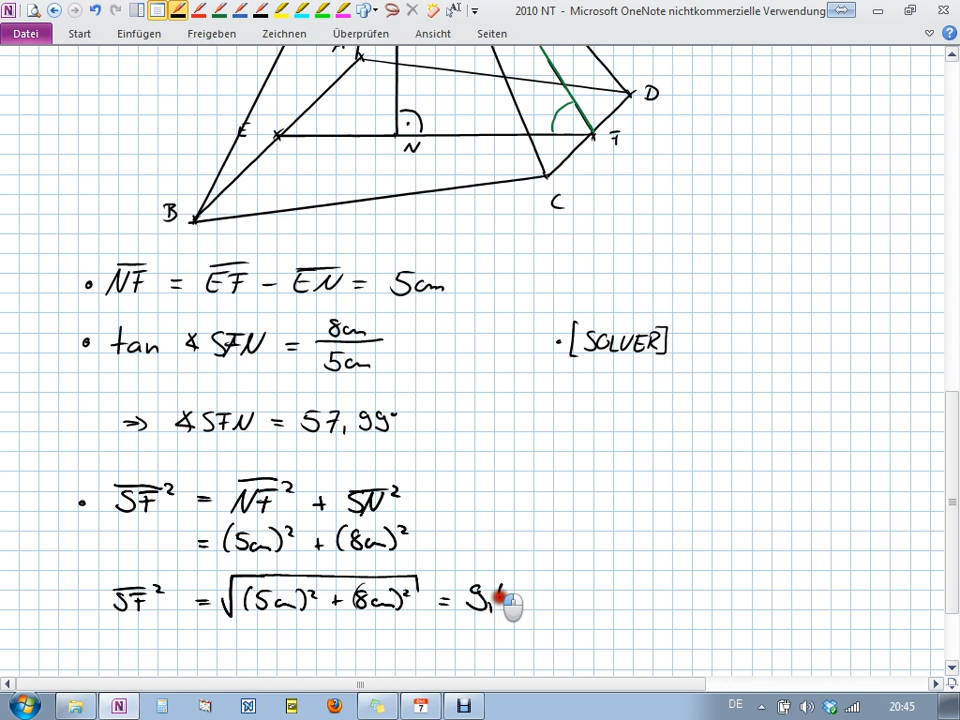 2010 NT - Microsoft OneNote nichtkommerzielle Verwendung
Datei Start Einfügen Freigeben Zeichnen Überprüfen Ansicht Seiten
A
D
E
F
N
B
C
• NF = EF - EN = 5cm
• tan ∢ SFN = 8cm / 5cm
• [SOLVER]
⇒ ∢ SFN = 57,99°
• SF² = NF² + SN²
= (5cm)² + (8cm)²
SF² = √((5cm)² + (8cm)²) = 9,
DE 20:45